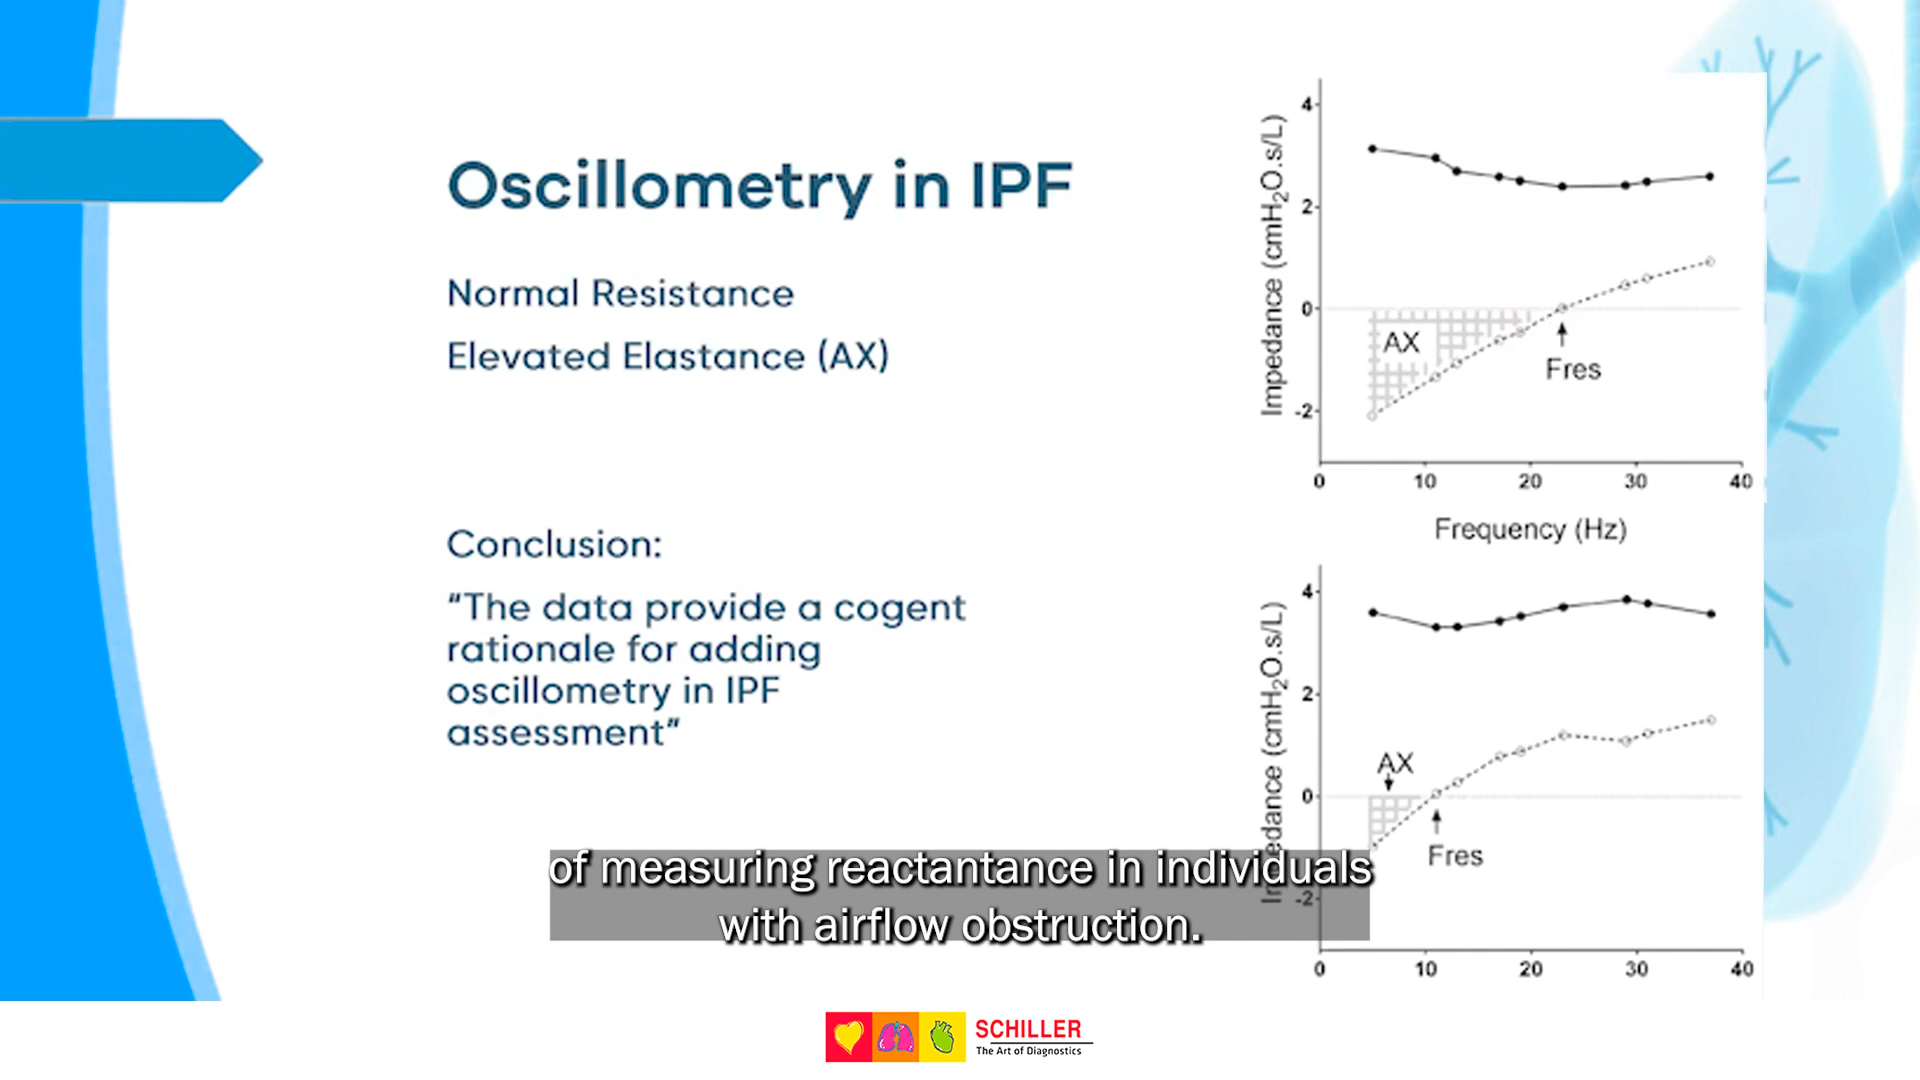 Oscillometry in IPF
Normal Resistance
Elevated Elastance (AX)
Conclusion:
"The data provide a cogent
rationale for adding
oscillometry in IPF
assessment"
Impedance (cmH₂O.s/L)
4
2
0
-2
AX
Fres
0 10 20 30 40
Frequency (Hz)
edance (cmH₂O.s/L)
4
2
0
-2
AX
Fres
0 10 20 30 40
of measuring reactantance in individuals
with airflow obstruction.
SCHILLER
The Art of Diagnostics